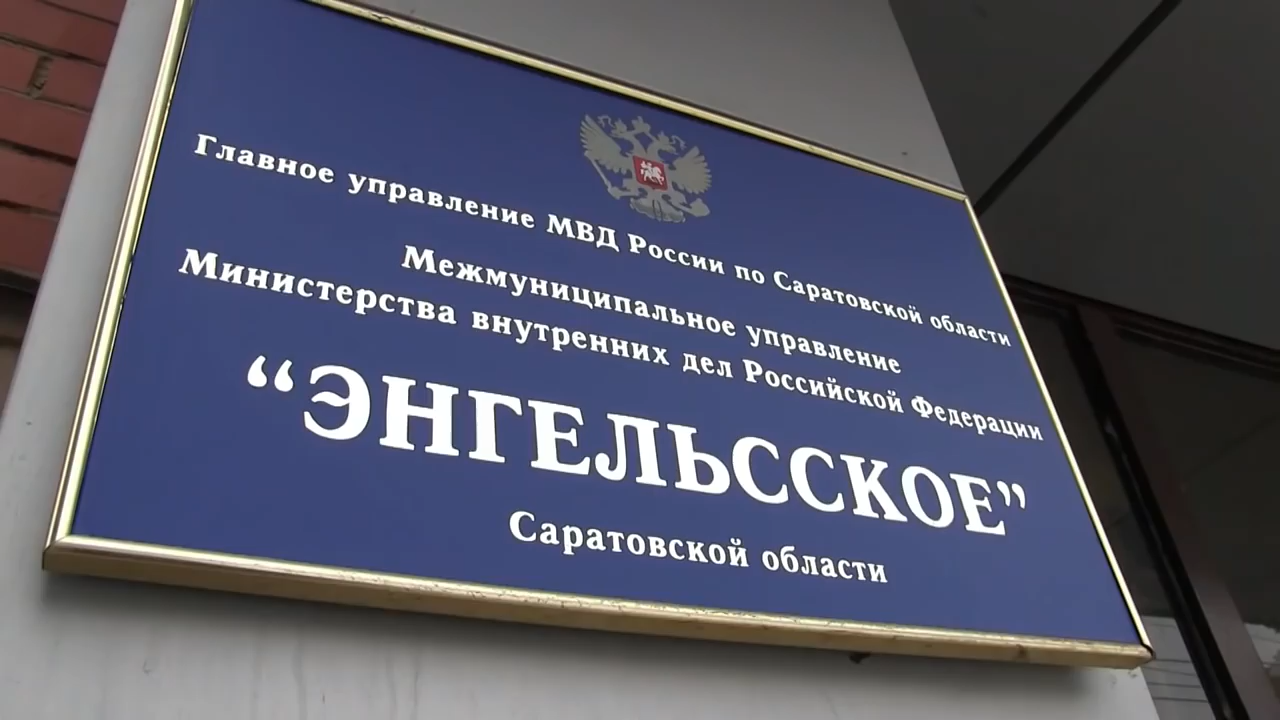 Главное управление МВД России по Саратовской области
Межмуниципальное управление
Министерства внутренних дел Российской Федерации
“ЭНГЕЛЬССКОЕ”
Саратовской области